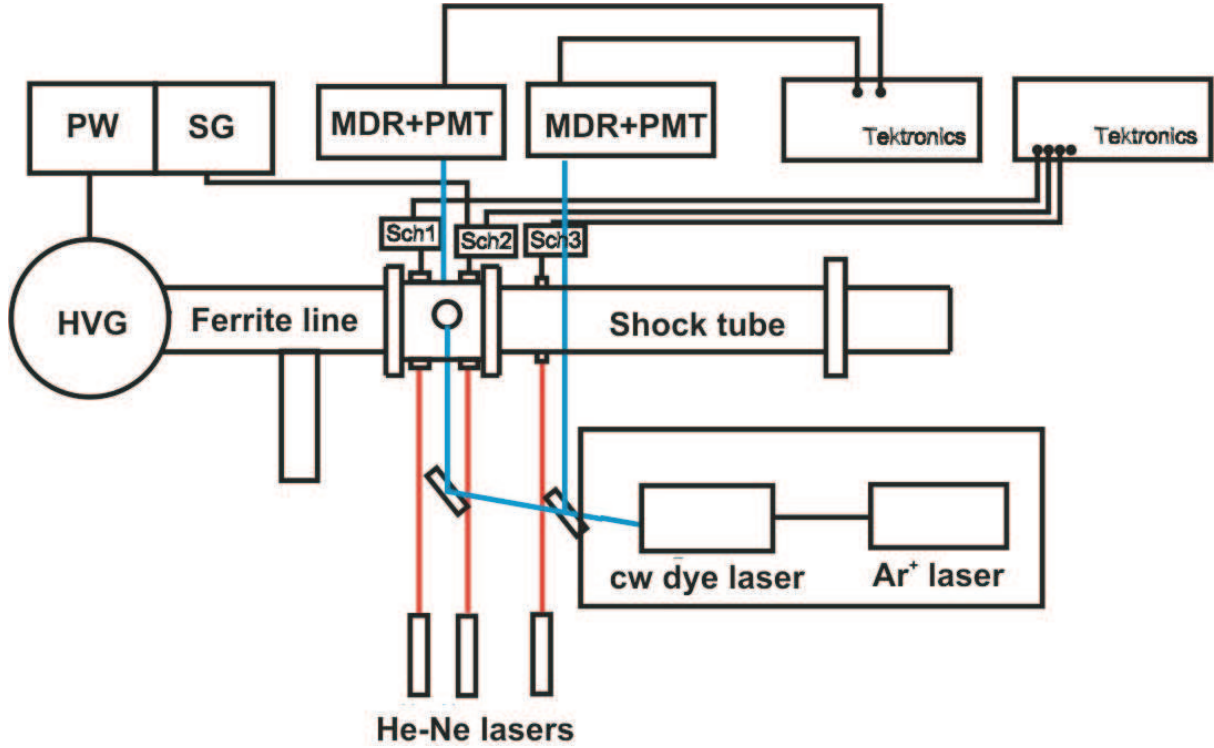 PW
SG
MDR+PMT
MDR+PMT
Tektronics
Tektronics
Sch1
Sch2
Sch3
HVG
Ferrite line
Shock tube
cw dye laser
Ar⁺ laser
He-Ne lasers